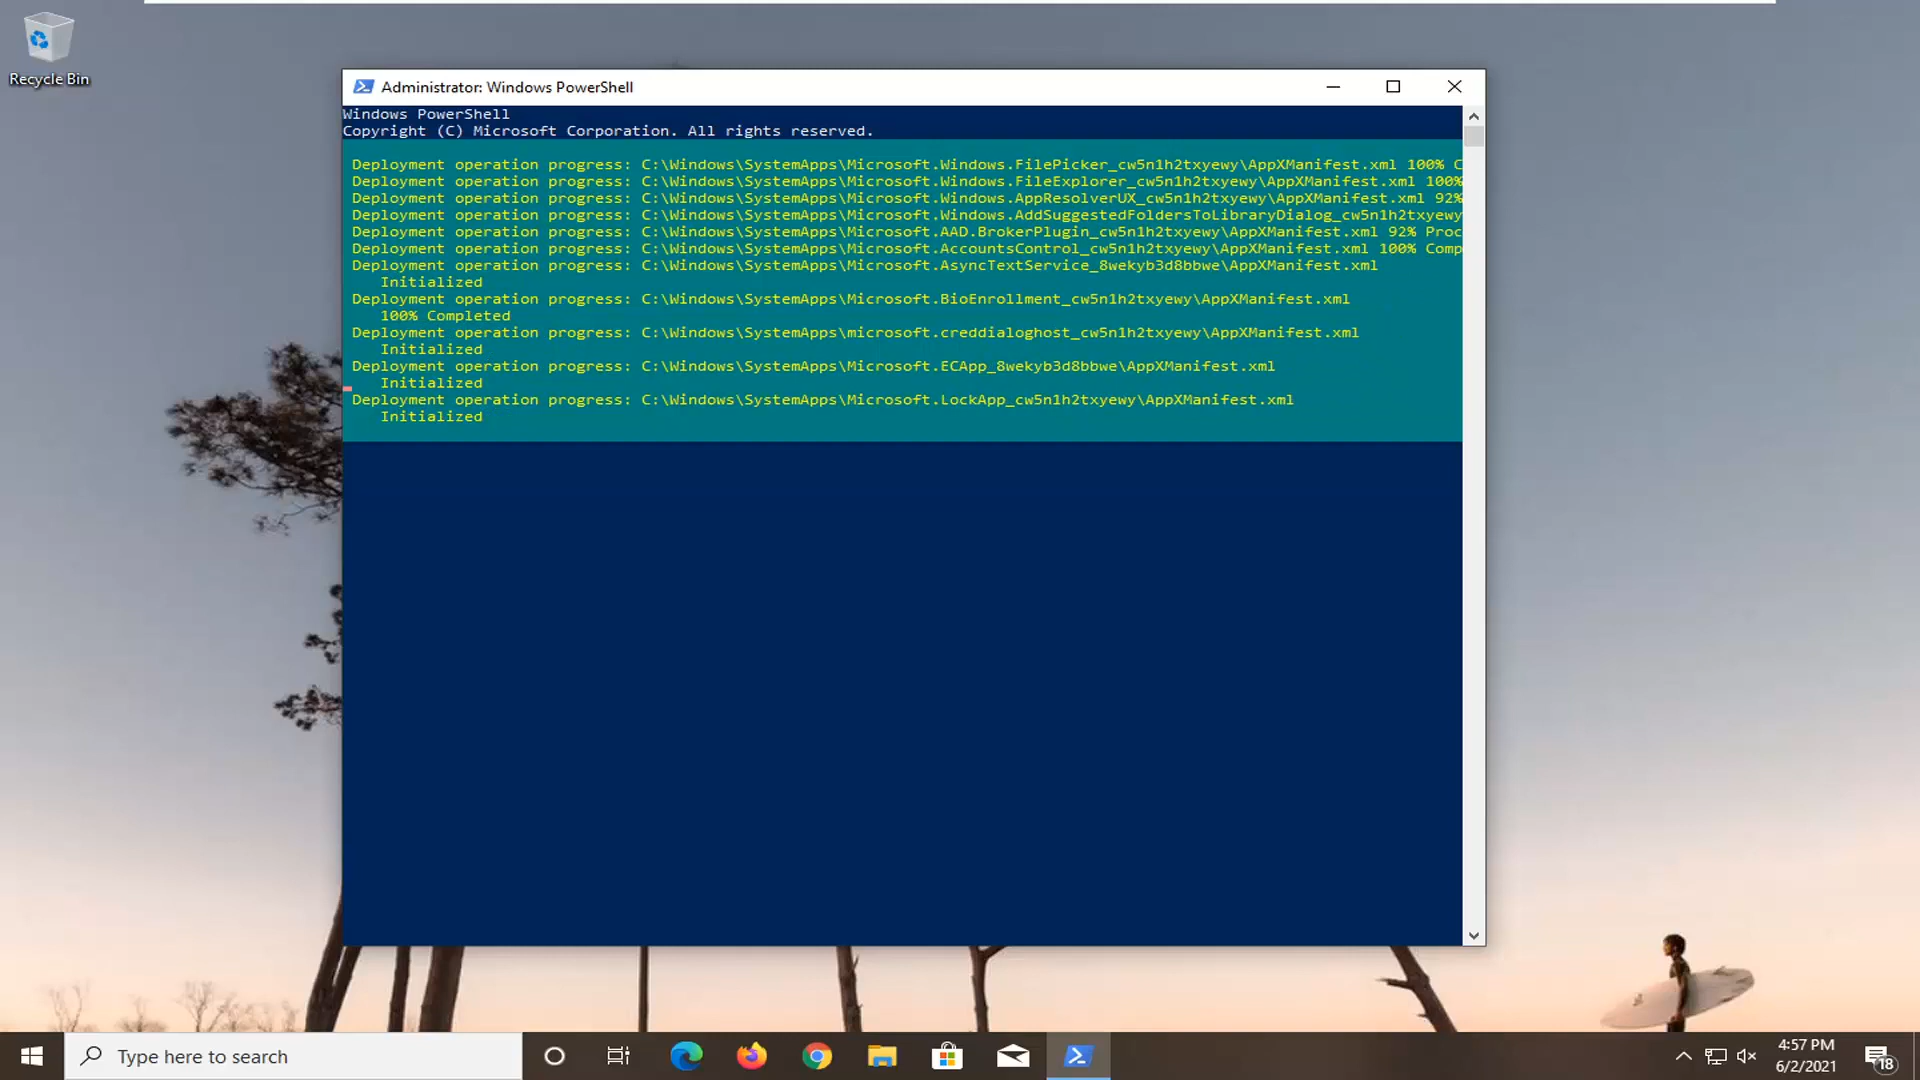 Recycle Bin
Administrator: Windows PowerShell
Windows PowerShell
Copyright (C) Microsoft Corporation. All rights reserved.
Deployment operation progress: C:\Windows\SystemApps\Microsoft.Windows.FilePicker_cw5n1h2txyewy\AppXManifest.xml 100% C
Deployment operation progress: C:\Windows\SystemApps\Microsoft.Windows.FileExplorer_cw5n1h2txyewy\AppXManifest.xml 100%
Deployment operation progress: C:\Windows\SystemApps\Microsoft.Windows.AppResolverUX_cw5n1h2txyewy\AppXManifest.xml 92%
Deployment operation progress: C:\Windows\SystemApps\Microsoft.Windows.AddSuggestedFoldersToLibraryDialog_cw5n1h2txyewy
Deployment operation progress: C:\Windows\SystemApps\Microsoft.AAD.BrokerPlugin_cw5n1h2txyewy\AppXManifest.xml 92% Proc
Deployment operation progress: C:\Windows\SystemApps\Microsoft.AccountsControl_cw5n1h2txyewy\AppXManifest.xml 100% Comp
Deployment operation progress: C:\Windows\SystemApps\Microsoft.AsyncTextService_8wekyb3d8bbwe\AppXManifest.xml
Initialized
Deployment operation progress: C:\Windows\SystemApps\Microsoft.BioEnrollment_cw5n1h2txyewy\AppXManifest.xml
100% Completed
Deployment operation progress: C:\Windows\SystemApps\microsoft.creddialoghost_cw5n1h2txyewy\AppXManifest.xml
Initialized
Deployment operation progress: C:\Windows\SystemApps\Microsoft.ECApp_8wekyb3d8bbwe\AppXManifest.xml
Initialized
Deployment operation progress: C:\Windows\SystemApps\Microsoft.LockApp_cw5n1h2txyewy\AppXManifest.xml
Initialized
Type here to search
4:57 PM
6/2/2021
18